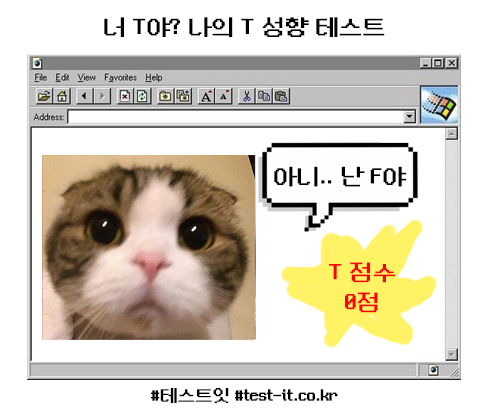 너 T야? 나의 T 성향 테스트
File Edit View Favorites Help
A A
Address:
아니.. 난 F야
T 점수
0점
#테스트잇 #test-it.co.kr